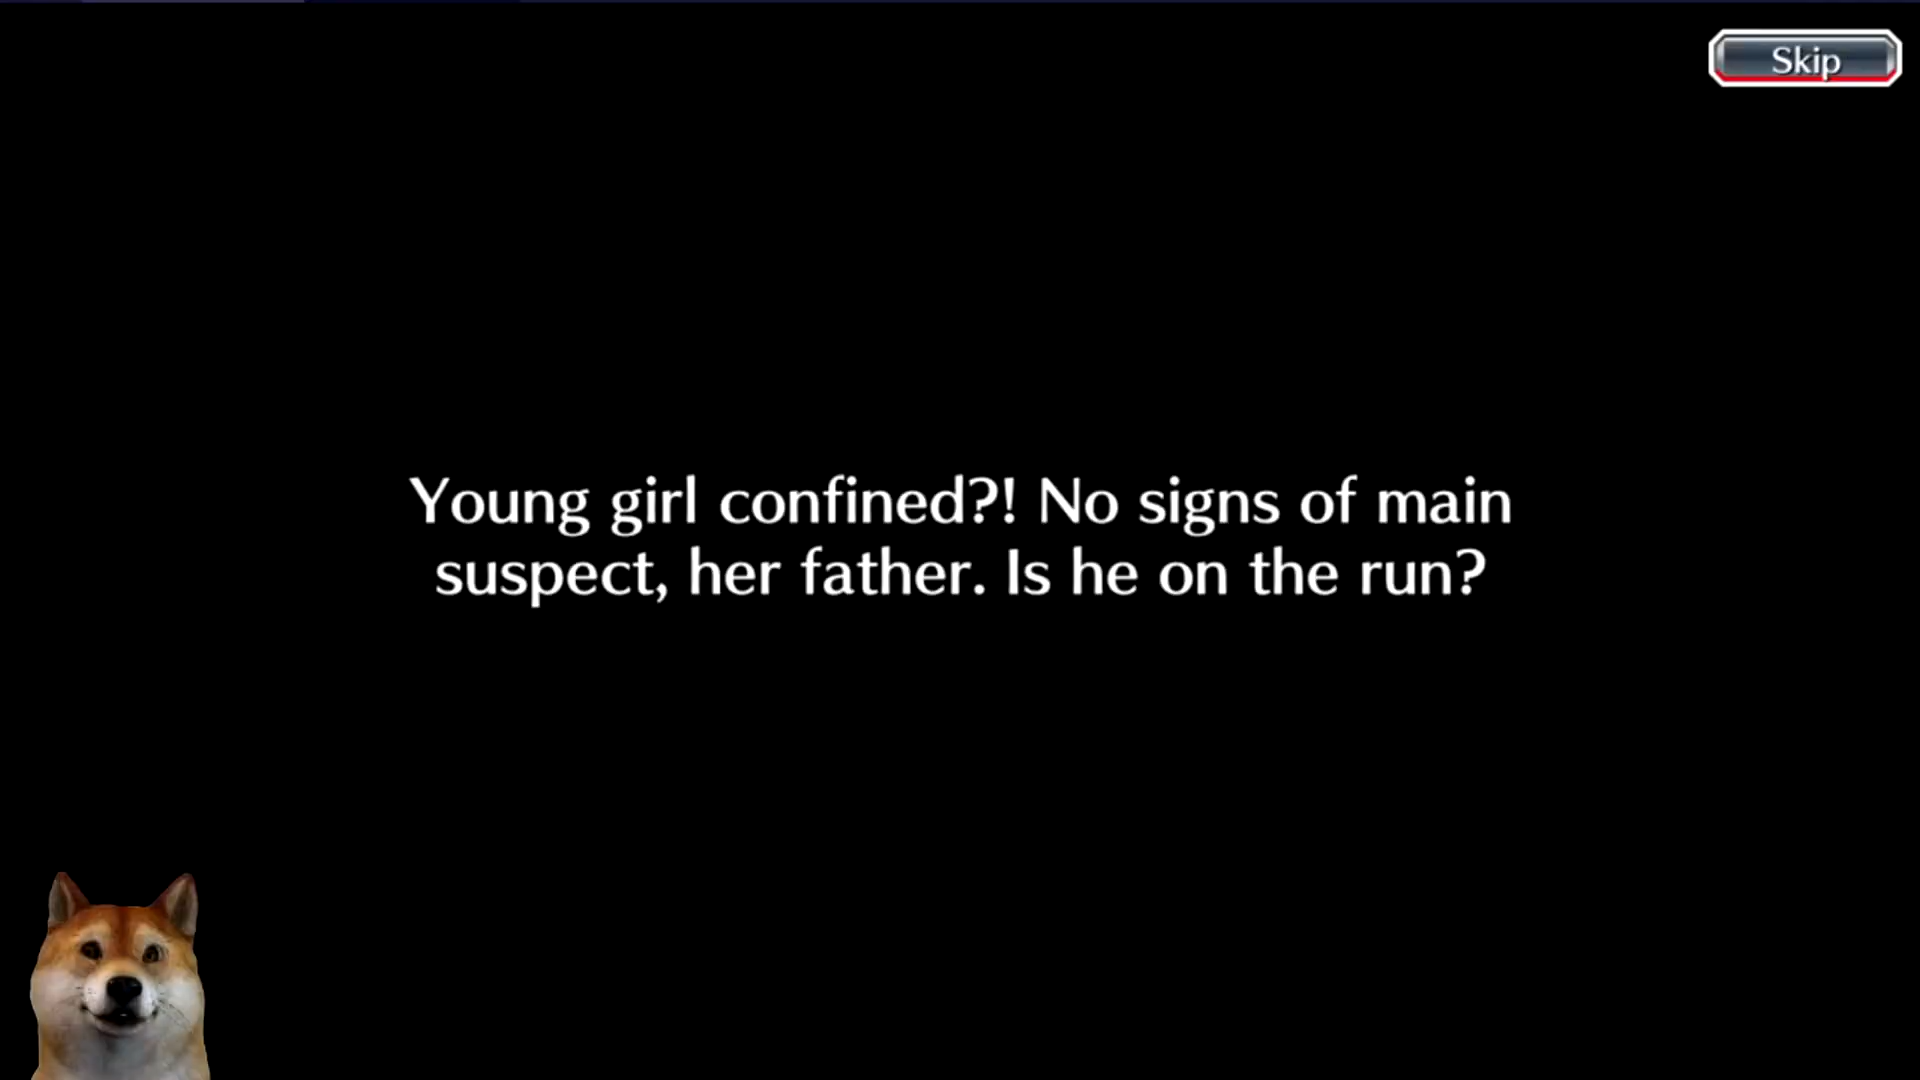 Skip
Young girl confined?! No signs of main
suspect, her father. Is he on the run?